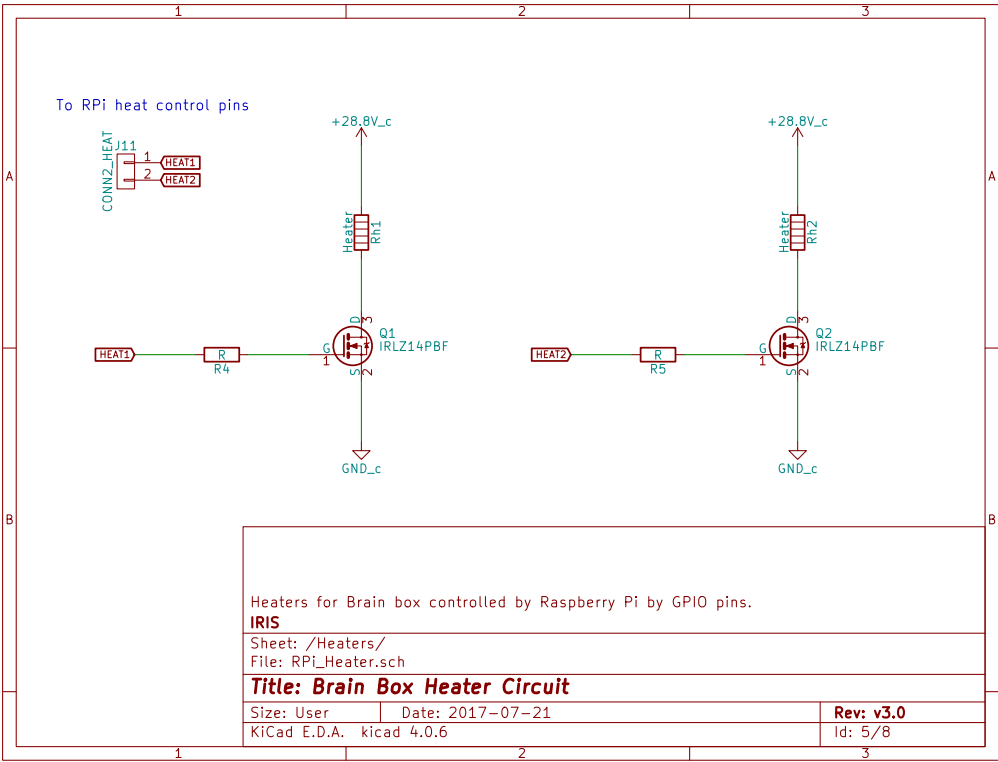 1 2 3
To RPi heat control pins
CONN2_HEAT
J11
1 HEAT1
2 HEAT2
A A
+28.8V_c
Heater
Rh1
D 3
Q1
IRLZ14PBF
HEAT1
R
R4
G
1
S 2
GND_c
+28.8V_c
Heater
Rh2
D 3
Q2
IRLZ14PBF
HEAT2
R
R5
G
1
S 2
GND_c
B B
Heaters for Brain box controlled by Raspberry Pi by GPIO pins.
IRIS
Sheet: /Heaters/
File: RPi_Heater.sch
Title: Brain Box Heater Circuit
Size: User Date: 2017-07-21 Rev: v3.0
KiCad E.D.A. kicad 4.0.6 Id: 5/8
1 2 3